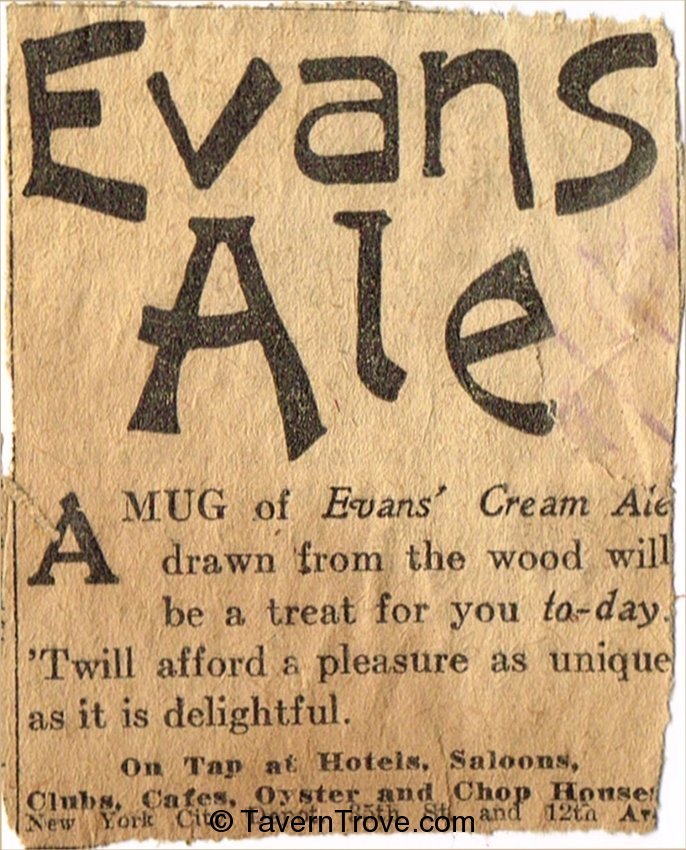 Evans
Ale
A MUG of Evans' Cream Ale
drawn from the wood will
be a treat for you to-day.
'Twill afford a pleasure as unique
as it is delightful.
On Tap at Hotels, Saloons,
Clubs, Cafes, Oyster and Chop Houses
New York City Depot 35th St. and 12th Av.
© TavernTrove.com